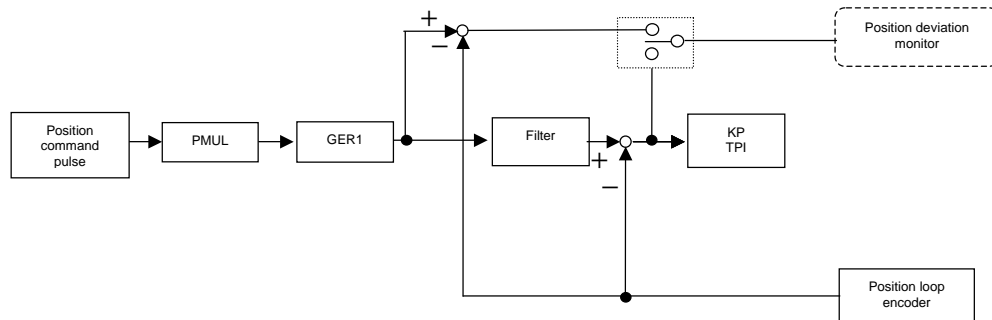 Position deviation
monitor
+
−
Position
command
pulse
PMUL
GER1
Filter
+
−
KP
TPI
Position loop
encoder